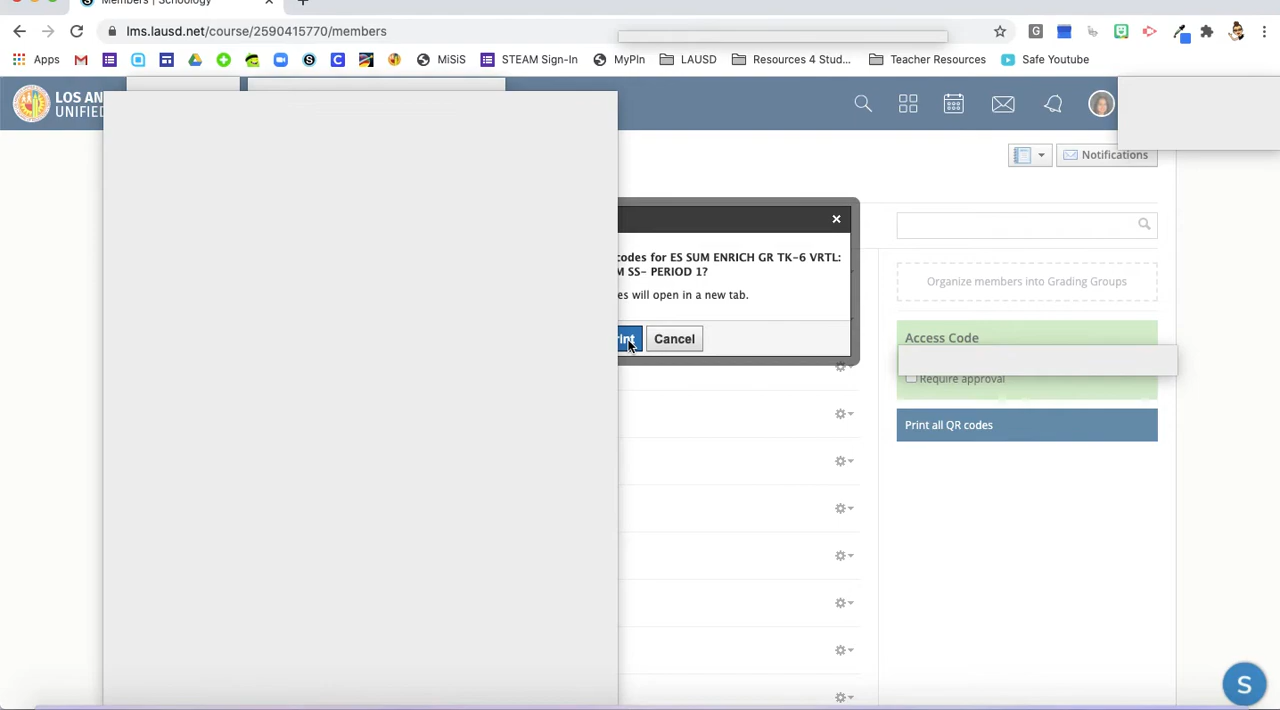 Members | Schoology
lms.lausd.net/course/2590415770/members
Apps MiSiS STEAM Sign-In MyPln LAUSD Resources 4 Stud... Teacher Resources Safe Youtube
LOS AN
UNIFIED
Notifications
codes for ES SUM ENRICH GR TK-6 VRTL:
M SS- PERIOD 1?
es will open in a new tab.
Cancel
Organize members into Grading Groups
Access Code
Require approval
Print all QR codes
S